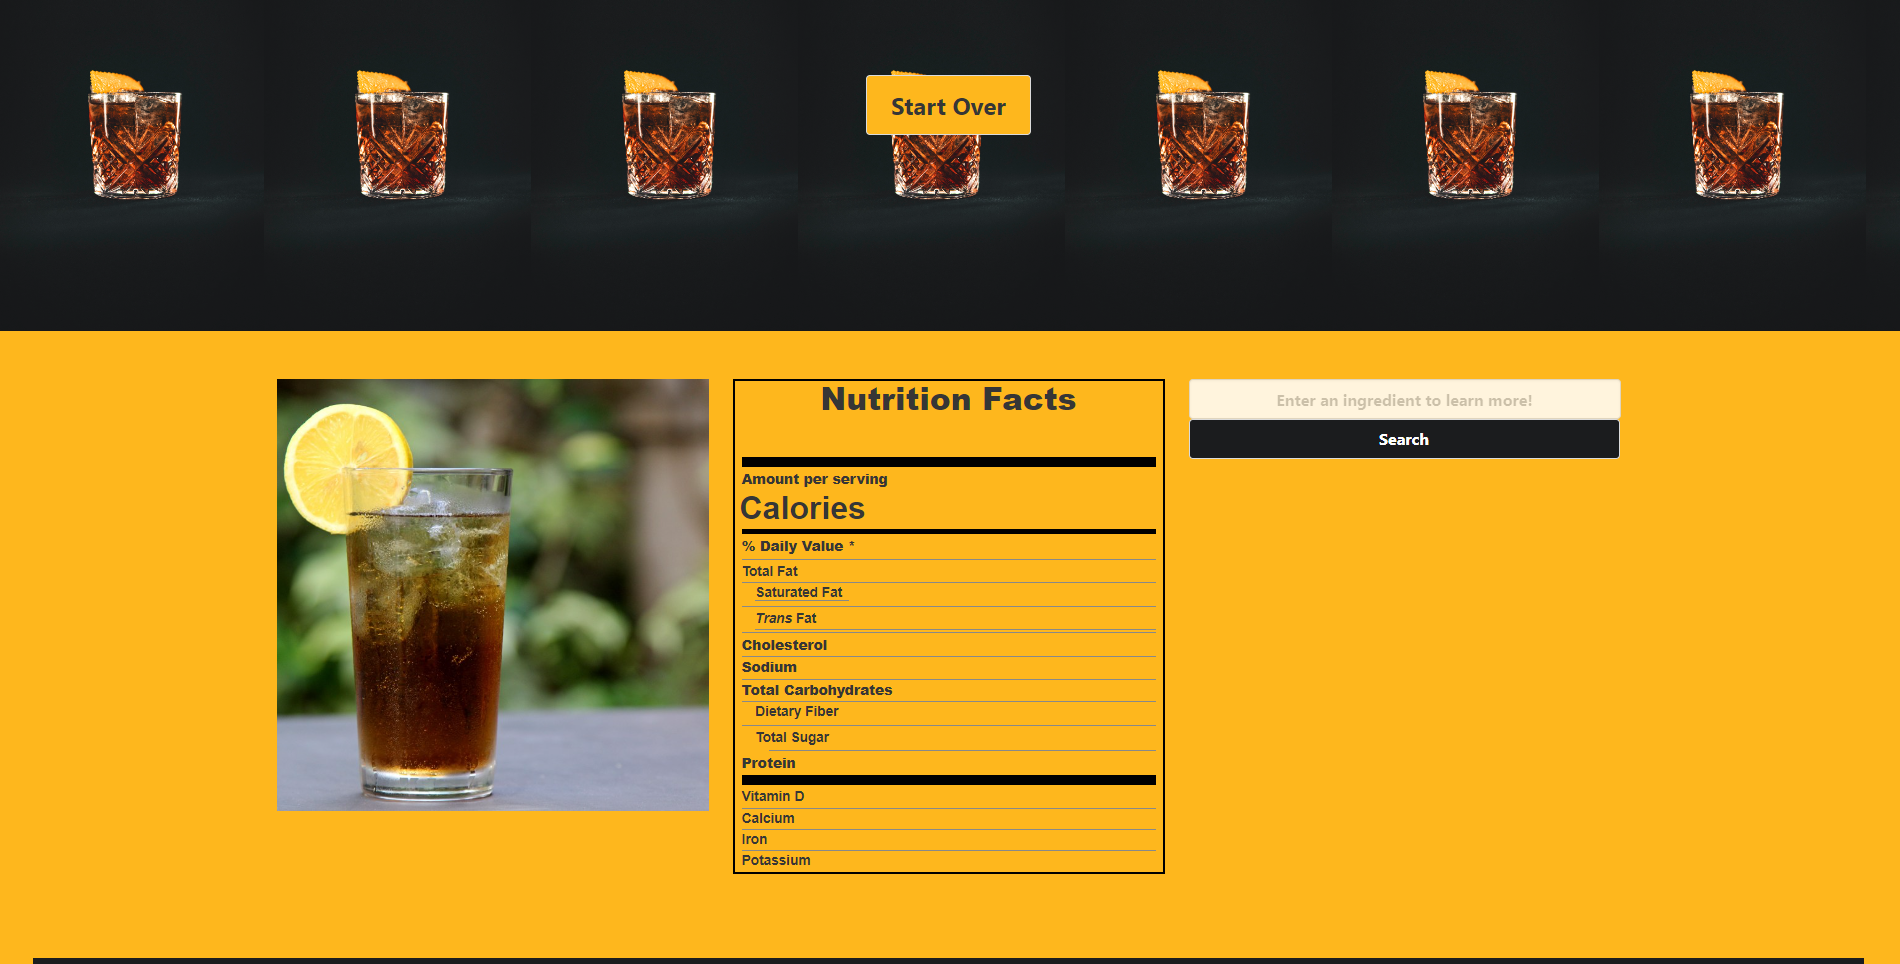 Start Over
Nutrition Facts
Amount per serving
Calories
% Daily Value *
Total Fat
Saturated Fat
Trans Fat
Cholesterol
Sodium
Total Carbohydrates
Dietary Fiber
Total Sugar
Protein
Vitamin D
Calcium
Iron
Potassium
Enter an ingredient to learn more!
Search